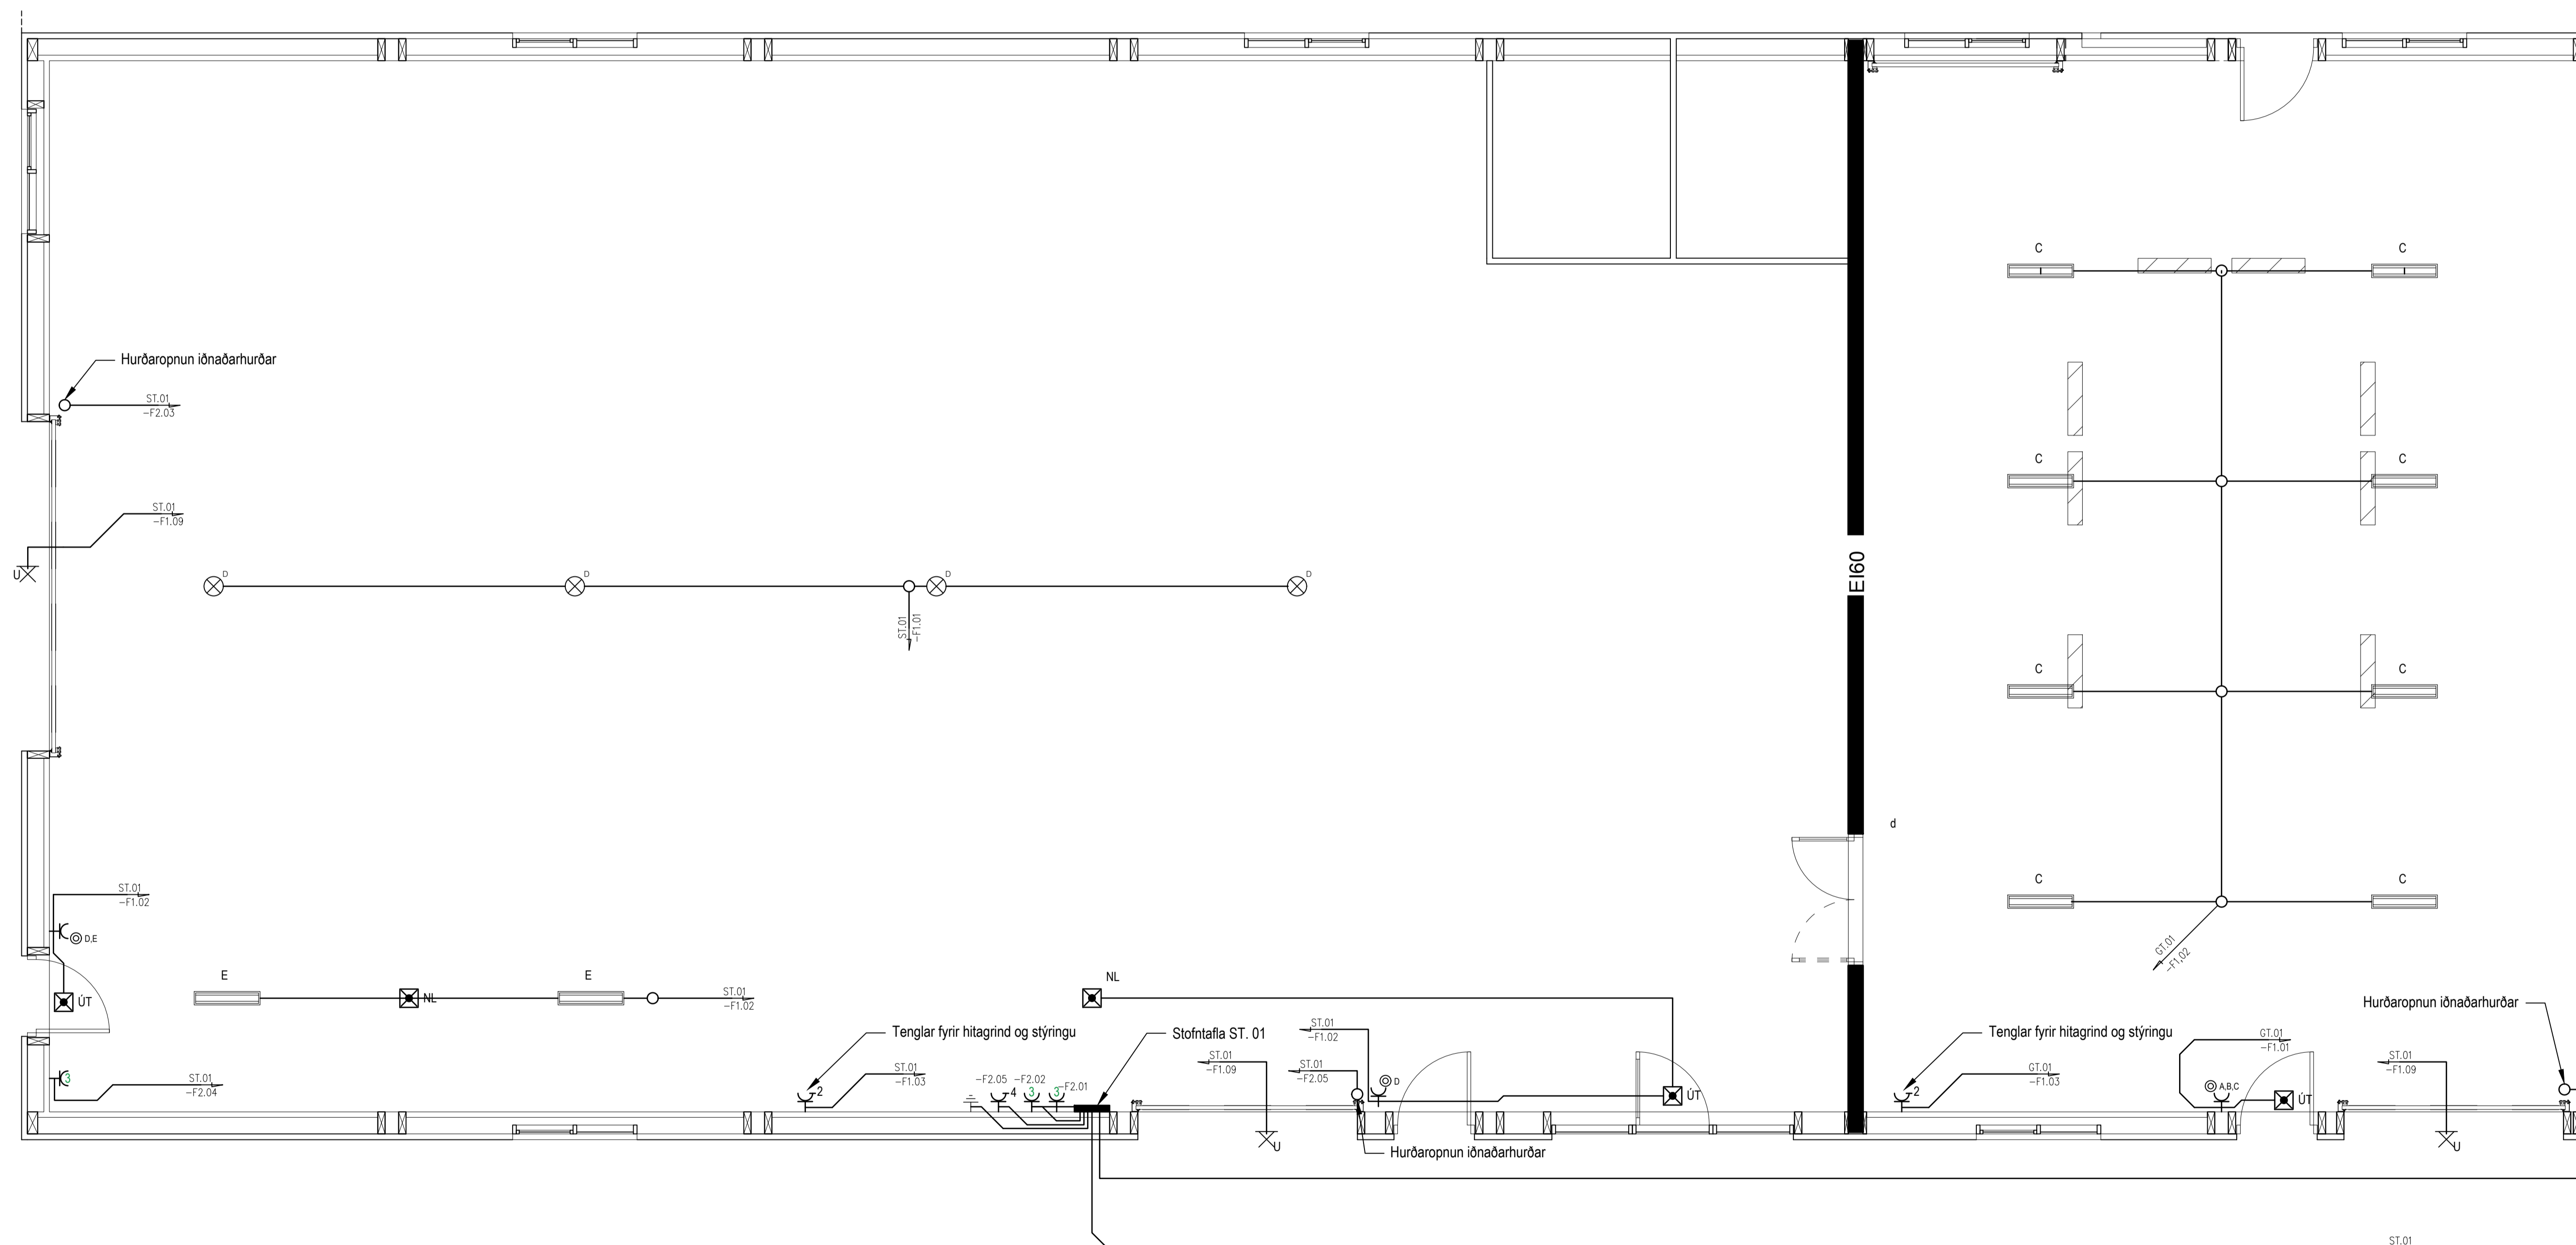 C
C
Hurðaropnun iðnaðarhurðar
ST.01
-F2.03
C
C
ST.01
-F1.09
U
EI60
D
D
D
D
ST.01
-F1.01
C
C
d
C
C
ST.01
-F1.02
D,E
GT.01
-F1,02
E
E
NL
ÚT
NL
ST.01
-F1.02
Hurðaropnun iðnaðarhurðar
Tenglar fyrir hitagrind og stýringu
Stofntafla ST. 01
ST.01
-F1.02
Tenglar fyrir hitagrind og stýringu
GT.01
-F1.01
ST.01
-F1.09
ST.01
-F1.09
ST.01
-F2.05
3
ST.01
-F2.04
ST.01
-F1.03
GT.01
-F1.03
2
-F2.05
-F2.02
-F2.01
4
3
3
D
ÚT
2
A,B,C
ÚT
U
U
Hurðaropnun iðnaðarhurðar
ST.01